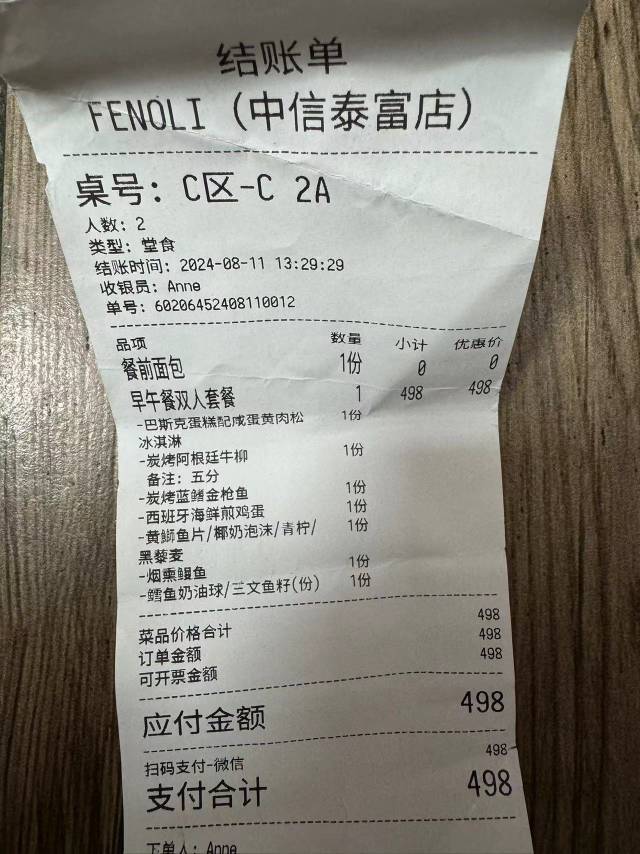 结账单
FENOLI（中信泰富店）
桌号：C区-C 2A
人数：2
类型：堂食
结账时间：2024-08-11 13:29:29
收银员：Anne
单号：60206452408110012
品项 数量 小计 优惠价
餐前面包 1份 0 0
早午餐双人套餐 1 498 498
-巴斯克蛋糕配咸蛋黄肉松 1份
冰淇淋
-炭烤阿根廷牛柳 1份
备注：五分
-炭烤蓝鳍金枪鱼 1份
-西班牙海鲜煎鸡蛋 1份
-黄鰤鱼片/椰奶泡沫/青柠/ 1份
黑藜麦
-烟熏鳗鱼 1份
-鳕鱼奶油球/三文鱼籽(份) 1份
菜品价格合计 498
订单金额 498
可开票金额 498
应付金额 498
扫码支付-微信 498
支付合计 498
下单人：Anne